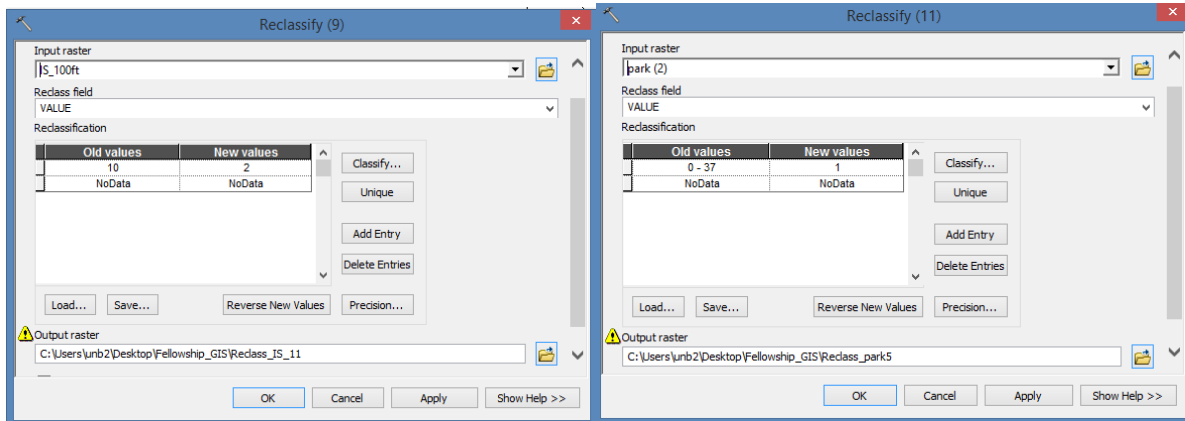 Reclassify (9)
Input raster
IS_100ft
Reclass field
VALUE
Reclassification
Old values New values
10 2
NoData NoData
Classify...
Unique
Add Entry
Delete Entries
Load... Save... Reverse New Values Precision...
Output raster
C:\Users\unb2\Desktop\Fellowship_GIS\Reclass_IS_11
OK Cancel Apply Show Help >>
Reclassify (11)
Input raster
park (2)
Reclass field
VALUE
Reclassification
Old values New values
0 - 37 1
NoData NoData
Classify...
Unique
Add Entry
Delete Entries
Load... Save... Reverse New Values Precision...
Output raster
C:\Users\unb2\Desktop\Fellowship_GIS\Reclass_park5
OK Cancel Apply Show Help >>